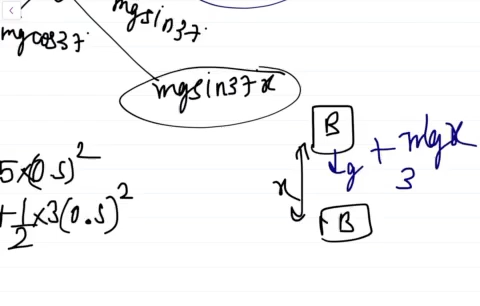 mgcos37
mgsin37
mgsin37x
5×(0.5)²
+1/2×3(0.5)²
B
x
g
+mgx
3
B